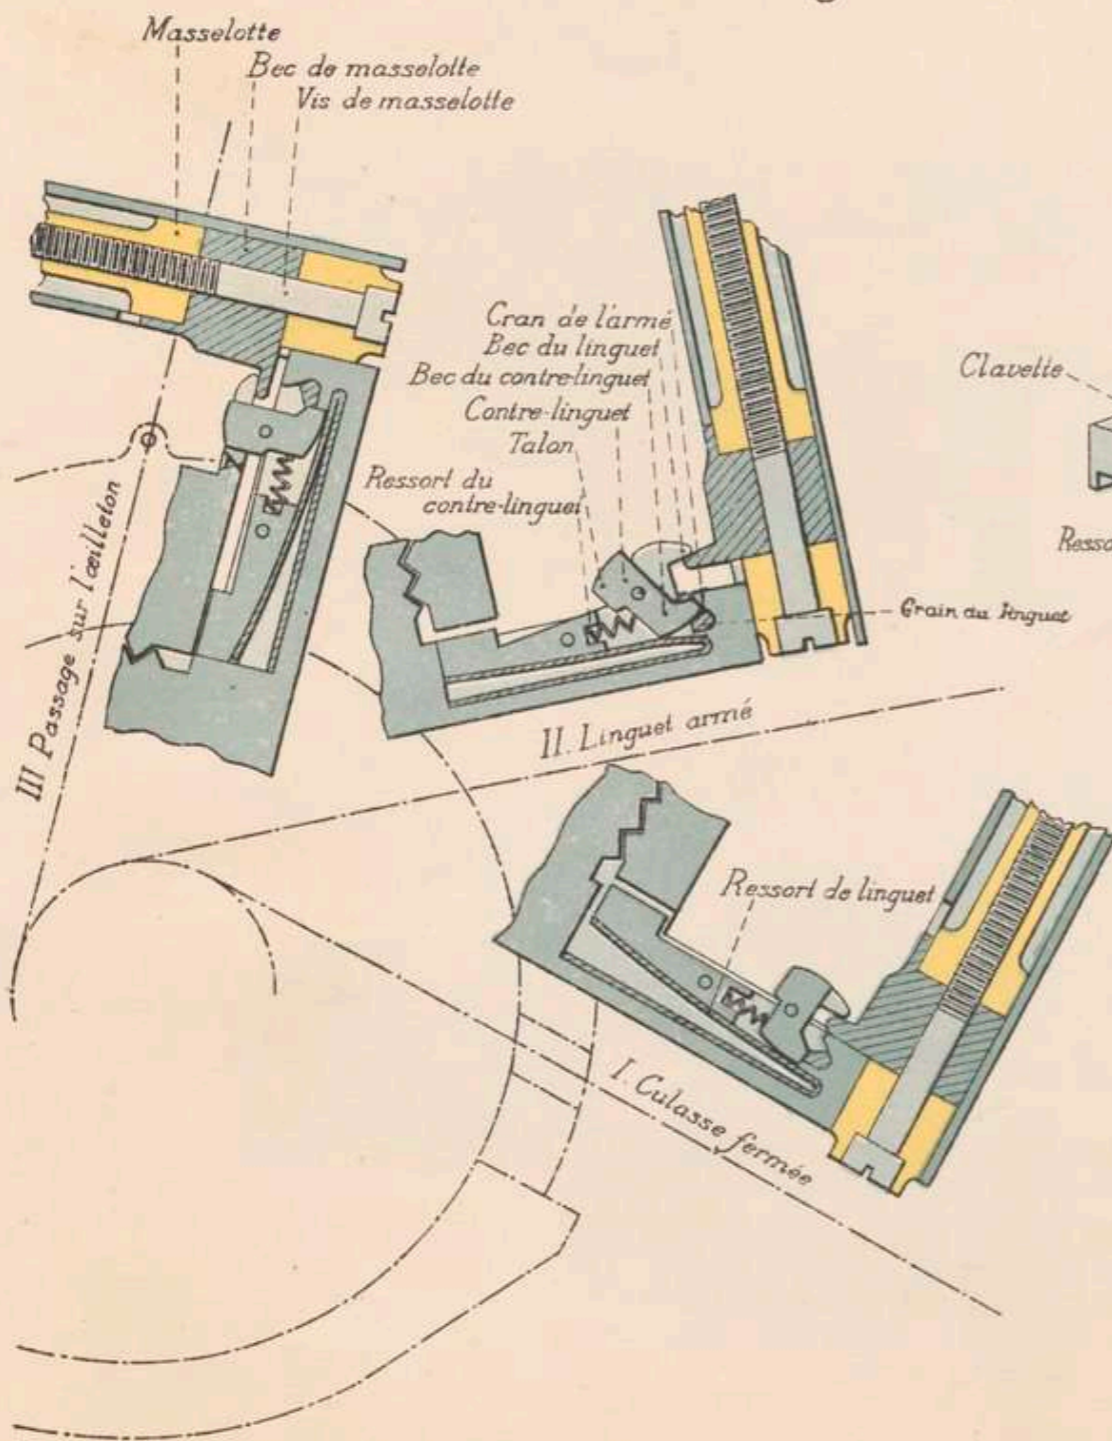 Masselotte
Bec de masselotte
Vis de masselotte
Cran de l'armé
Bec du linguet
Bec du contre-linguet
Contre-linguet
Talon
Ressort du
contre-linguet
Clavette
Grain du linguet
III Passage sur l'œilleton
II. Linguet armé
Ressort de linguet
I. Culasse fermée